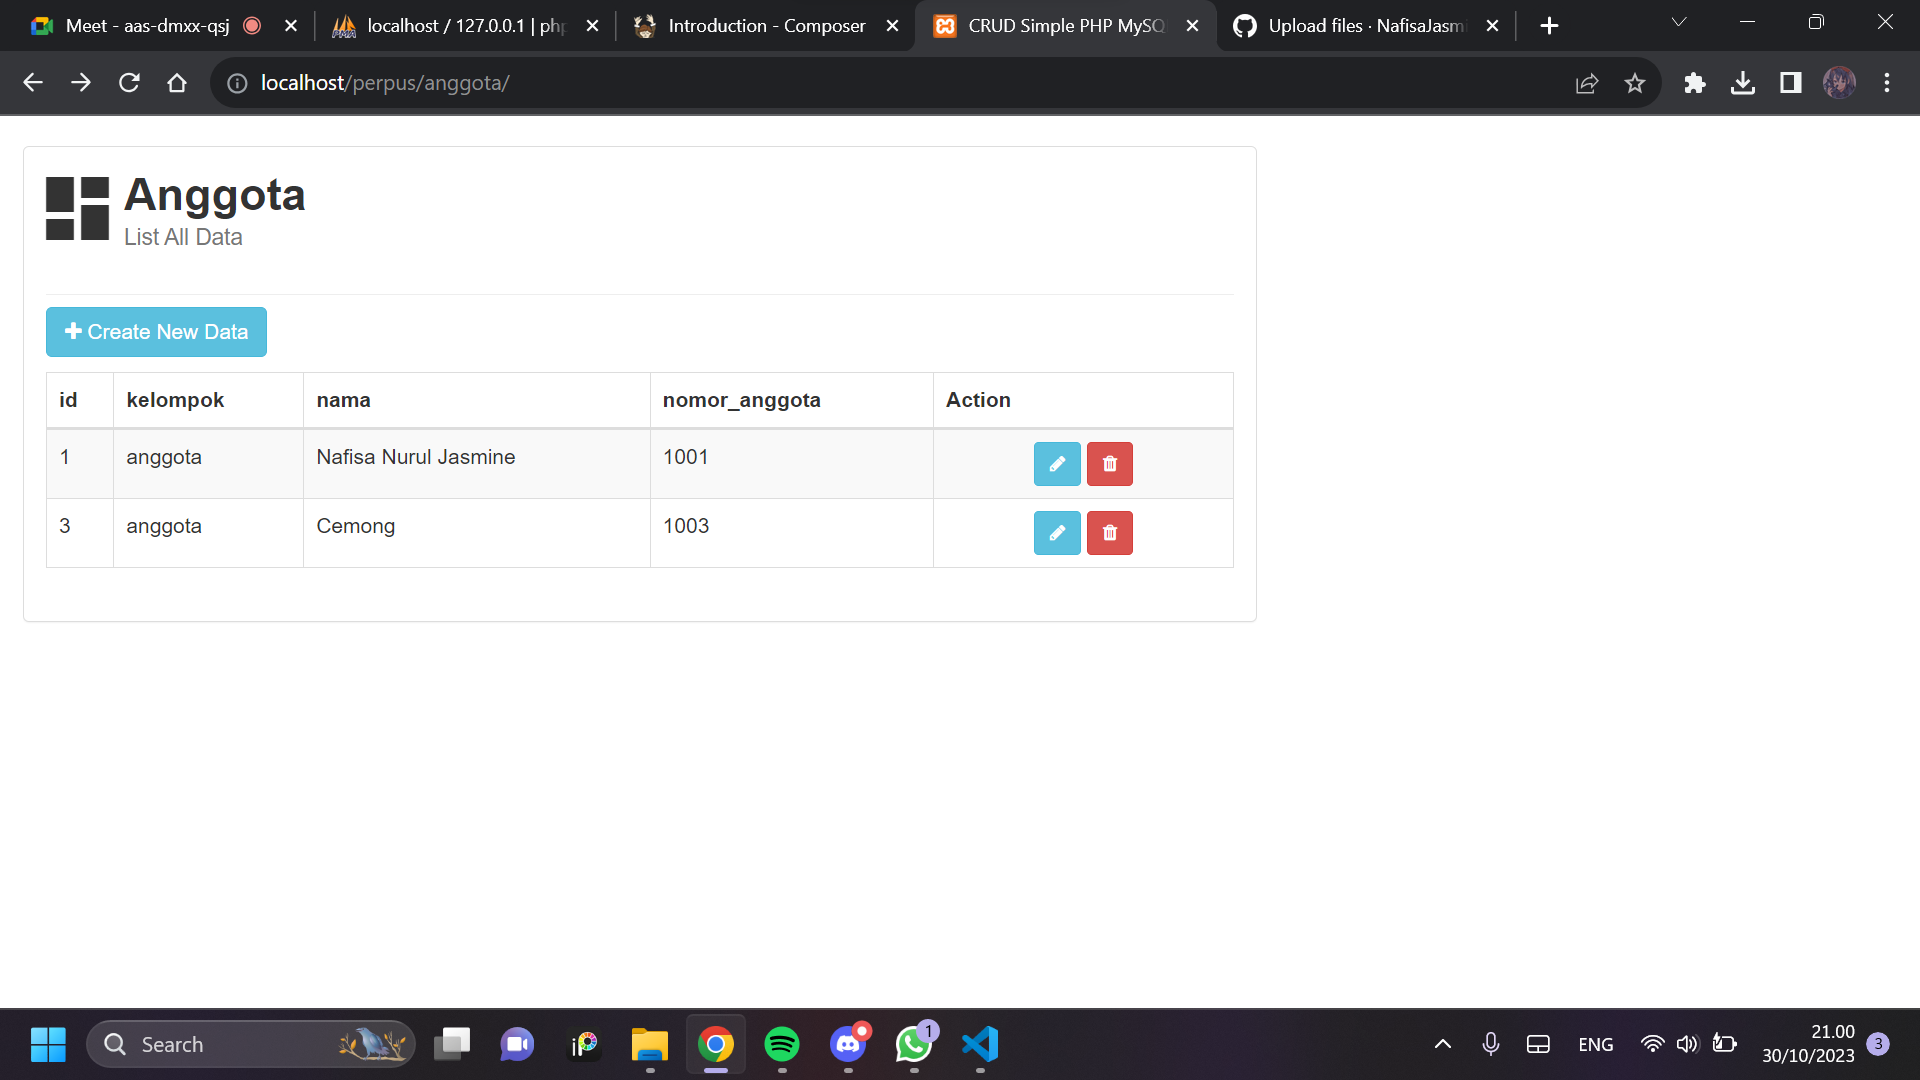 Meet - aas-dmxx-qsj
localhost / 127.0.0.1 | php
Introduction - Composer
CRUD Simple PHP MySQ
Upload files · NafisaJasmi
localhost/perpus/anggota/
Anggota
List All Data
Create New Data
id kelompok nama nomor_anggota Action
1 anggota Nafisa Nurul Jasmine 1001
3 anggota Cemong 1003
Search
1
ENG
21.00
30/10/2023
3